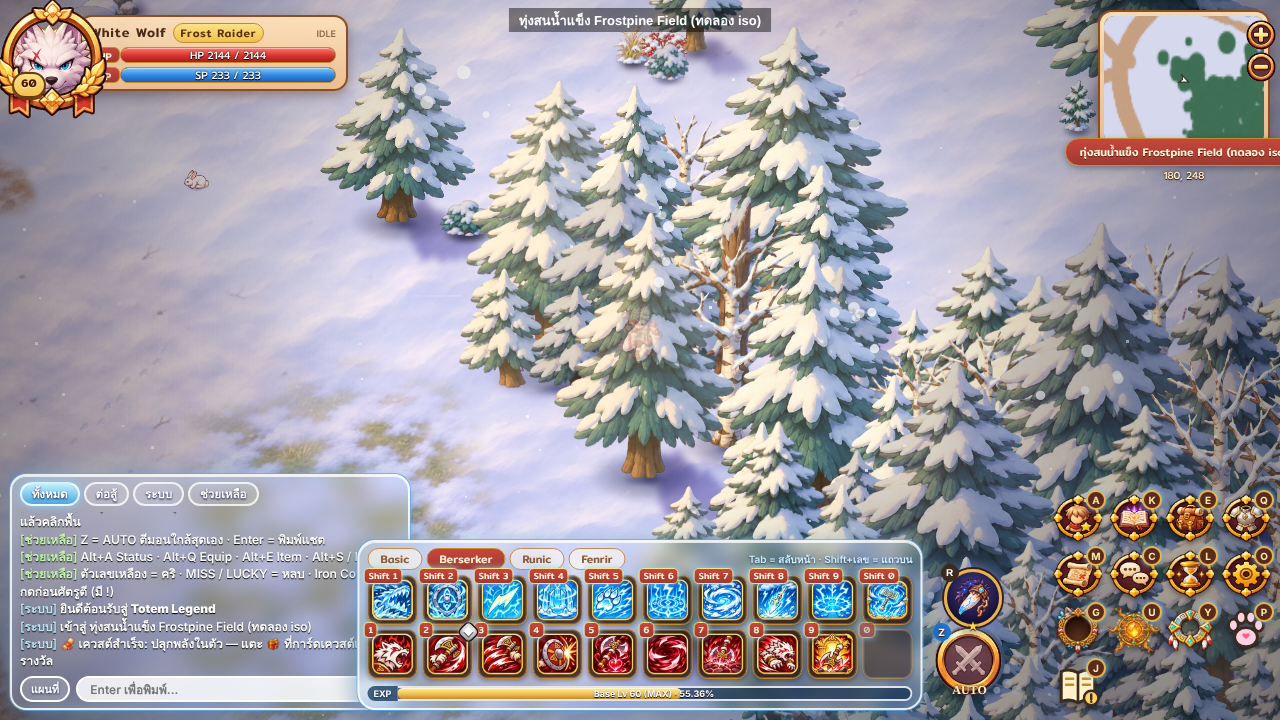 ทุ่งสนน้ำแข็ง Frostpine Field (ทดลอง iso)
White Wolf
Frost Raider
IDLE
HP 2144 / 2144
SP 233 / 233
60
ทุ่งสนน้ำแข็ง Frostpine Field (ทดลอง iso
180, 248
ทั้งหมด
ต่อสู้
ระบบ
ช่วยเหลือ
แล้วคลิกพื้น
[ช่วยเหลือ] Z = AUTO ตีมอนใกล้สุดเอง · Enter = พิมพ์แชต
[ช่วยเหลือ] Alt+A Status · Alt+Q Equip · Alt+E Item · Alt+S /
[ช่วยเหลือ] ตัวเลขเหลือง = คริ · MISS / LUCKY = หลบ · Iron Co
กดก่อนศัตรูตี (มี !)
[ระบบ] ยินดีต้อนรับสู่ Totem Legend
[ระบบ] เข้าสู่ ทุ่งสนน้ำแข็ง Frostpine Field (ทดลอง iso)
[ระบบ] เควสต์สำเร็จ: ปลุกพลังในตัว — แตะ ที่การ์ดเควสต์
รางวัล
แผนที่
Enter เพื่อพิมพ์...
Basic
Berserker
Runic
Fenrir
Tab = สลับหน้า · Shift+เลข = แถวบน
Shift 1 Shift 2 Shift 3 Shift 4 Shift 5 Shift 6 Shift 7 Shift 8 Shift 9 Shift 0
1 2 3 4 5 6 7 8 9 0
EXP
Base Lv 60 (MAX) · 55.36%
R
Z
AUTO
A K E Q
M C L O
G U Y P
J